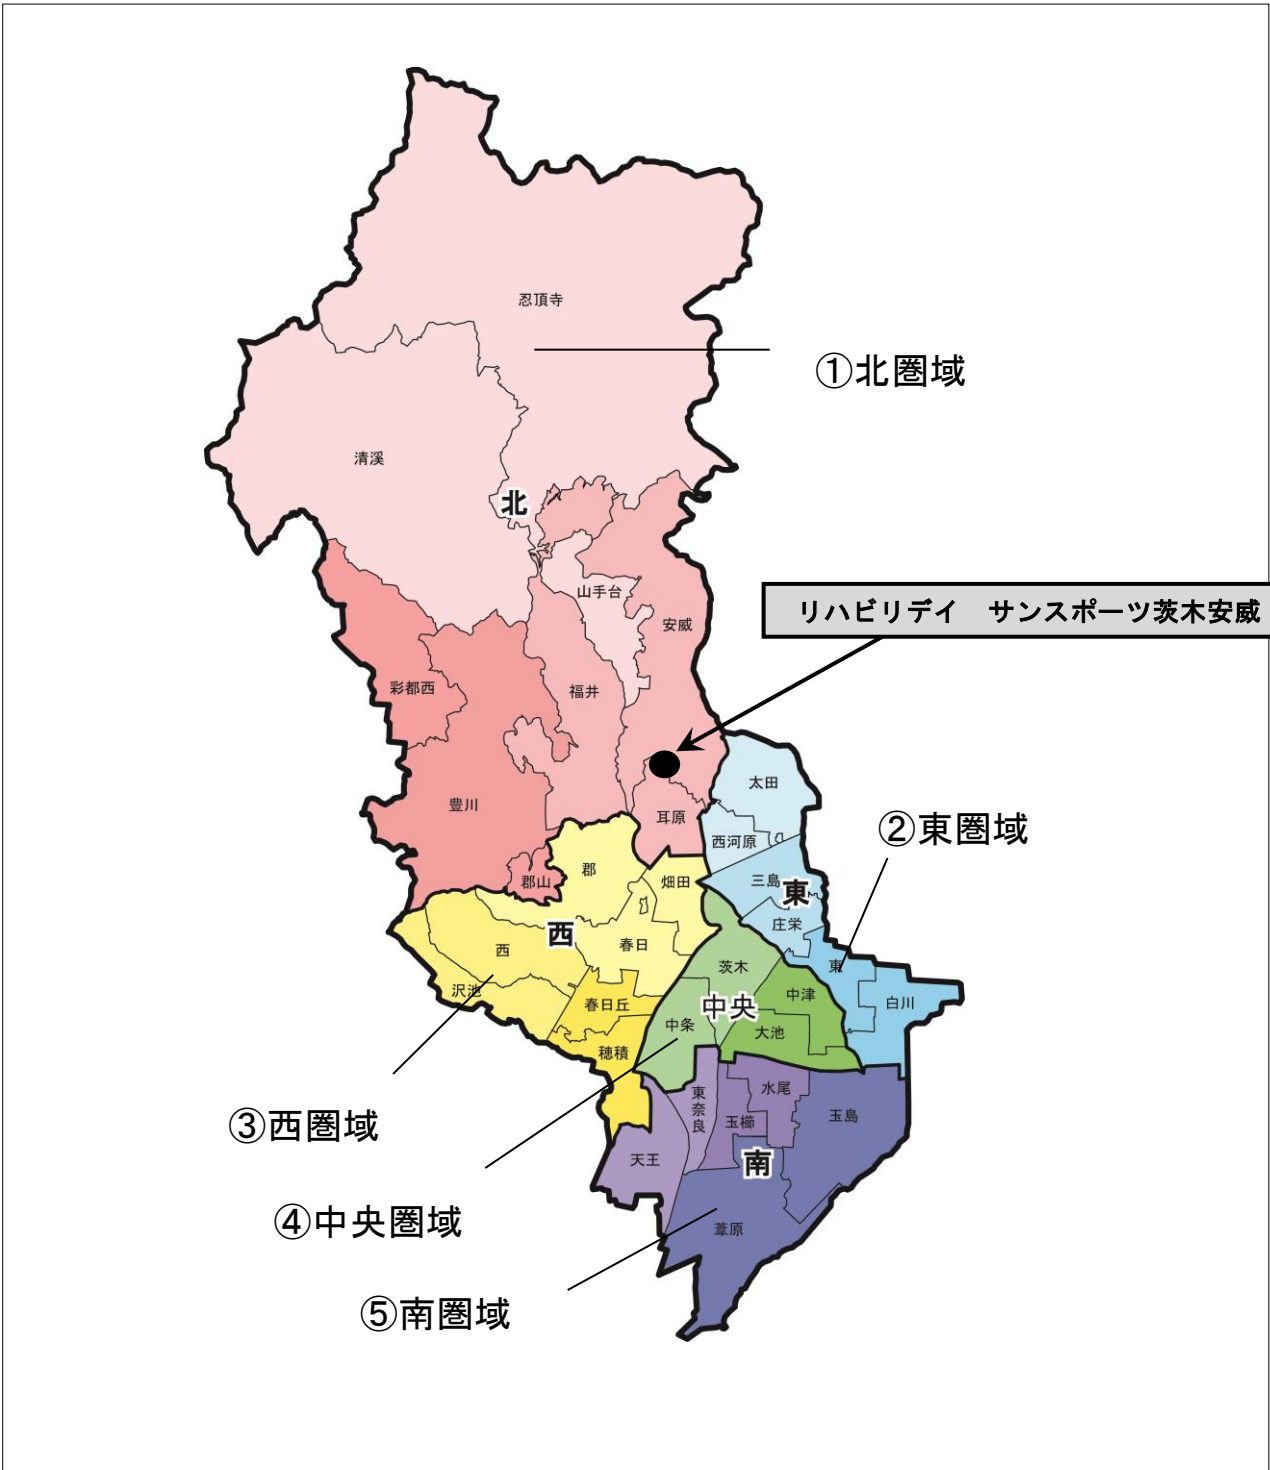 忍頂寺
①北圏域
清溪
北
山手台
安威
リハビリデイ　サンスポーツ茨木安威
彩都西
福井
太田
豊川
耳原
②東圏域
西河原
郡
畑田
三島
東
郡山
庄栄
西
春日
西
茨木
東
沢池
春日丘
中央
中津
白川
中条
大池
穂積
東奈良
水尾
玉島
③西圏域
玉櫛
天王
南
④中央圏域
葦原
⑤南圏域